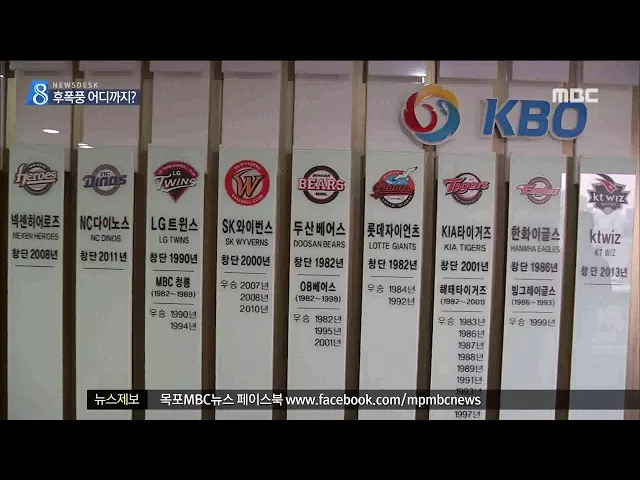 NEWSDESK
8 후폭풍 어디까지?
MBC
KBO
Heroes
넥센히어로즈
NEXEN HEROES
창단 2008년
NC
DINOS
NC다이노스
NC DINOS
창단 2011년
LG
TWINS
LG트윈스
LG TWINS
창단 1990년
MBC 청룡
(1982~1989)
우승 1990년
1994년
W
SK와이번스
SK WYVERNS
창단 2000년
우승 2007년
2008년
2010년
BEARS
두산베어스
DOOSAN BEARS
창단 1982년
OB베어스
(1982~1998)
우승 1982년
1995년
2001년
Giants
롯데자이언츠
LOTTE GIANTS
창단 1982년
우승 1984년
1992년
Tigers
KIA타이거즈
KIA TIGERS
창단 2001년
해태타이거즈
(1982~2001)
우승 1983년
1986년
1987년
1988년
1989년
1991년
1997년
Eagles
한화이글스
HANWHA EAGLES
창단 1986년
빙그레이글스
(1986~1993)
우승 1999년
kt wiz
ktwiz
KT WIZ
창단 2013년
뉴스제보 목포MBC뉴스 페이스북 www.facebook.com/mpmbcnews